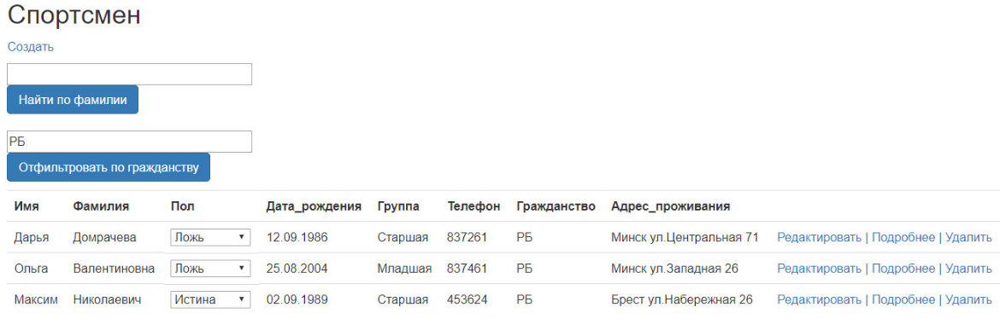 Спортсмен
Создать
Найти по фамилии
РБ
Отфильтровать по гражданству
Имя Фамилия Пол Дата_рождения Группа Телефон Гражданство Адрес_проживания
Дарья Домрачева Ложь 12.09.1986 Старшая 837261 РБ Минск ул.Центральная 71 Редактировать | Подробнее | Удалить
Ольга Валентиновна Ложь 25.08.2004 Младшая 837461 РБ Минск ул.Западная 26 Редактировать | Подробнее | Удалить
Максим Николаевич Истина 02.09.1989 Старшая 453624 РБ Брест ул.Набережная 26 Редактировать | Подробнее | Удалить